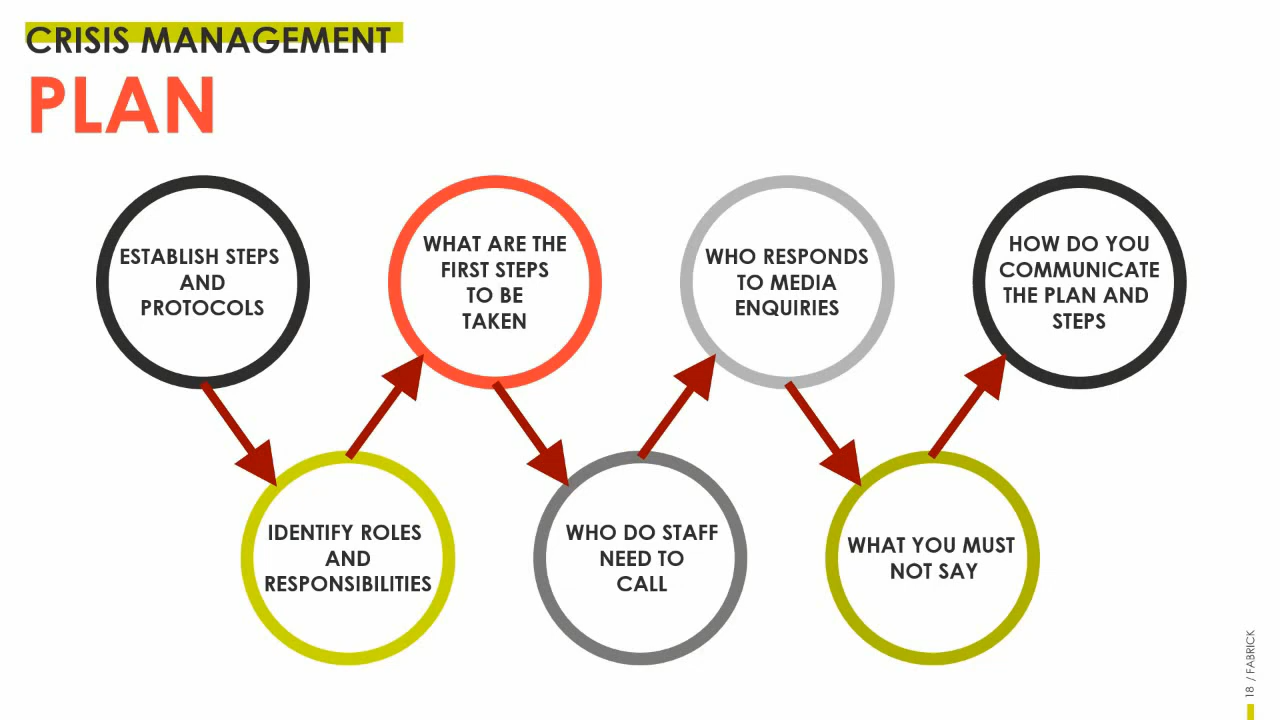 CRISIS MANAGEMENT
PLAN
ESTABLISH STEPS
AND
PROTOCOLS
IDENTIFY ROLES
AND
RESPONSIBILITIES
WHAT ARE THE
FIRST STEPS
TO BE
TAKEN
WHO DO STAFF
NEED TO
CALL
WHO RESPONDS
TO MEDIA
ENQUIRIES
WHAT YOU MUST
NOT SAY
HOW DO YOU
COMMUNICATE
THE PLAN AND
STEPS
18 / FABRICK